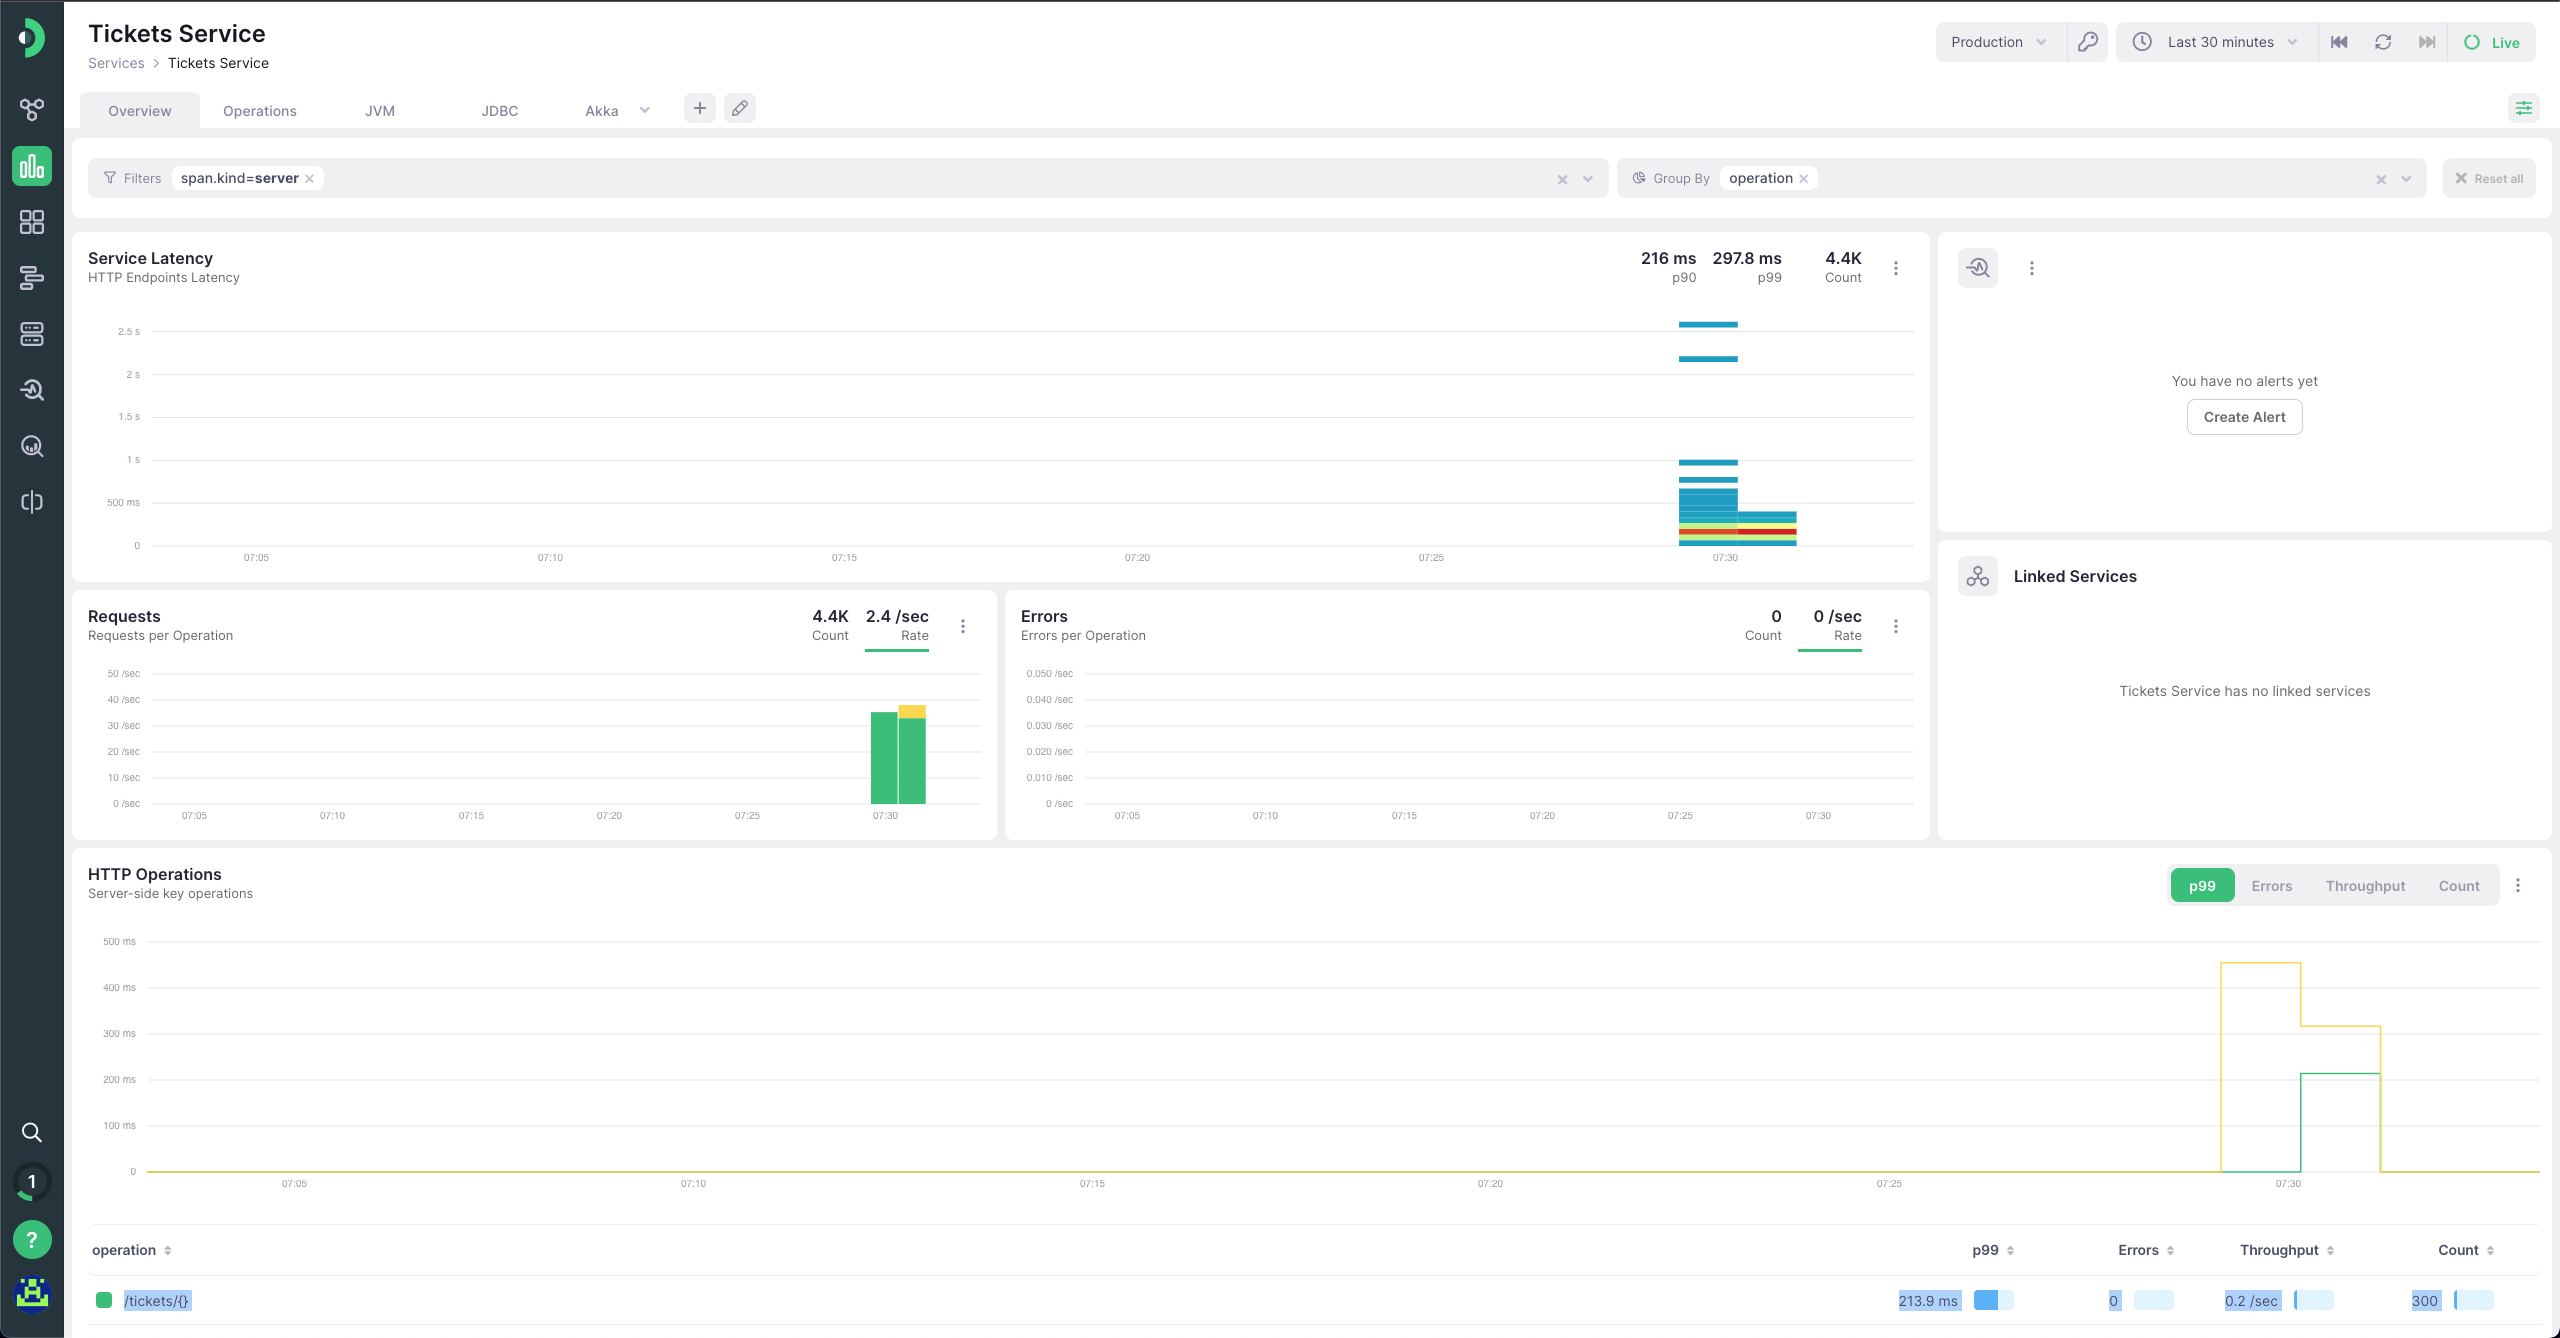 Tickets Service
Services > Tickets Service
Production
Last 30 minutes
Live
Overview
Operations
JVM
JDBC
Akka
Filters
span.kind=server
Group By
operation
Reset all
Service Latency
HTTP Endpoints Latency
216 ms
p90
297.8 ms
p99
4.4K
Count
2.5 s
2 s
1.5 s
1 s
500 ms
0
07:05
07:10
07:15
07:20
07:25
07:30
You have no alerts yet
Create Alert
Requests
Requests per Operation
4.4K
Count
2.4 /sec
Rate
50 /sec
40 /sec
30 /sec
20 /sec
10 /sec
0 /sec
07:05
07:10
07:15
07:20
07:25
07:30
Errors
Errors per Operation
0
Count
0 /sec
Rate
0.050 /sec
0.040 /sec
0.030 /sec
0.020 /sec
0.010 /sec
0 /sec
07:05
07:10
07:15
07:20
07:25
07:30
Linked Services
Tickets Service has no linked services
HTTP Operations
Server-side key operations
p99
Errors
Throughput
Count
500 ms
400 ms
300 ms
200 ms
100 ms
0
07:05
07:10
07:15
07:20
07:25
07:30
operation
p99
Errors
Throughput
Count
/tickets/{}
213.9 ms
0
0.2 /sec
300
1
?